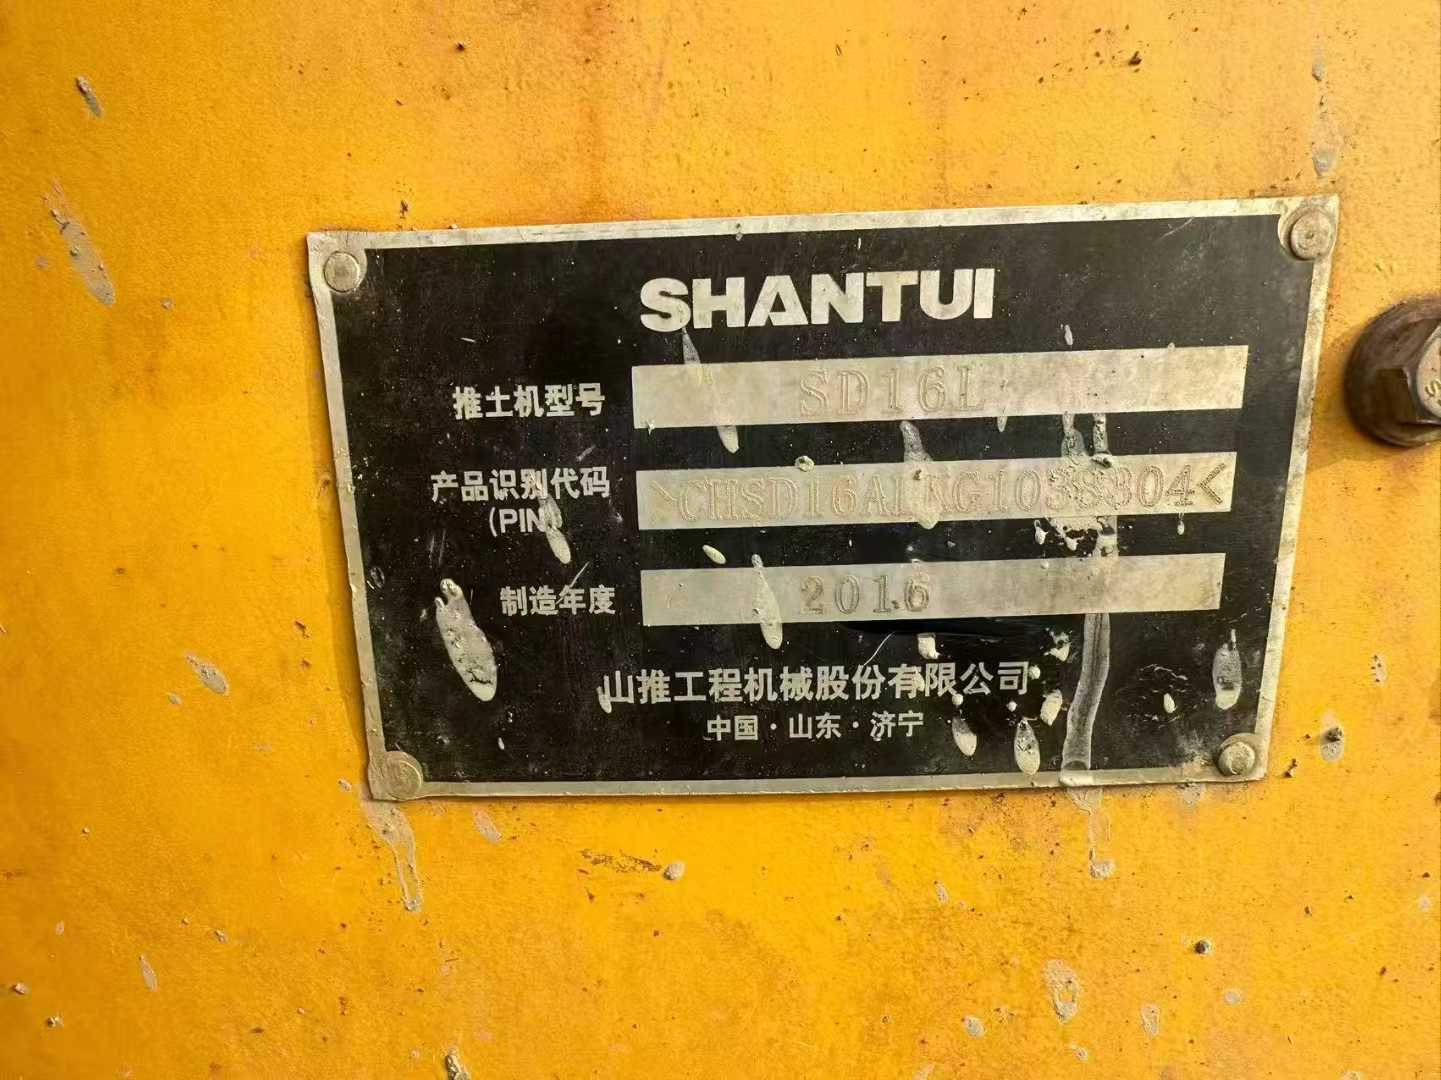 SHANTUI
推土机型号 SD16L
产品识别代码 >CHSD16ALKG1038304<
(PIN)
制造年度 2016
山推工程机械股份有限公司
中国·山东·济宁